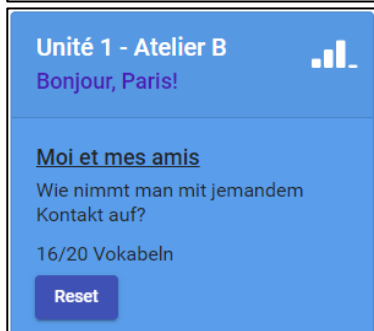 Unité 1 - Atelier B
Bonjour, Paris!
Moi et mes amis
Wie nimmt man mit jemandem
Kontakt auf?
16/20 Vokabeln
Reset